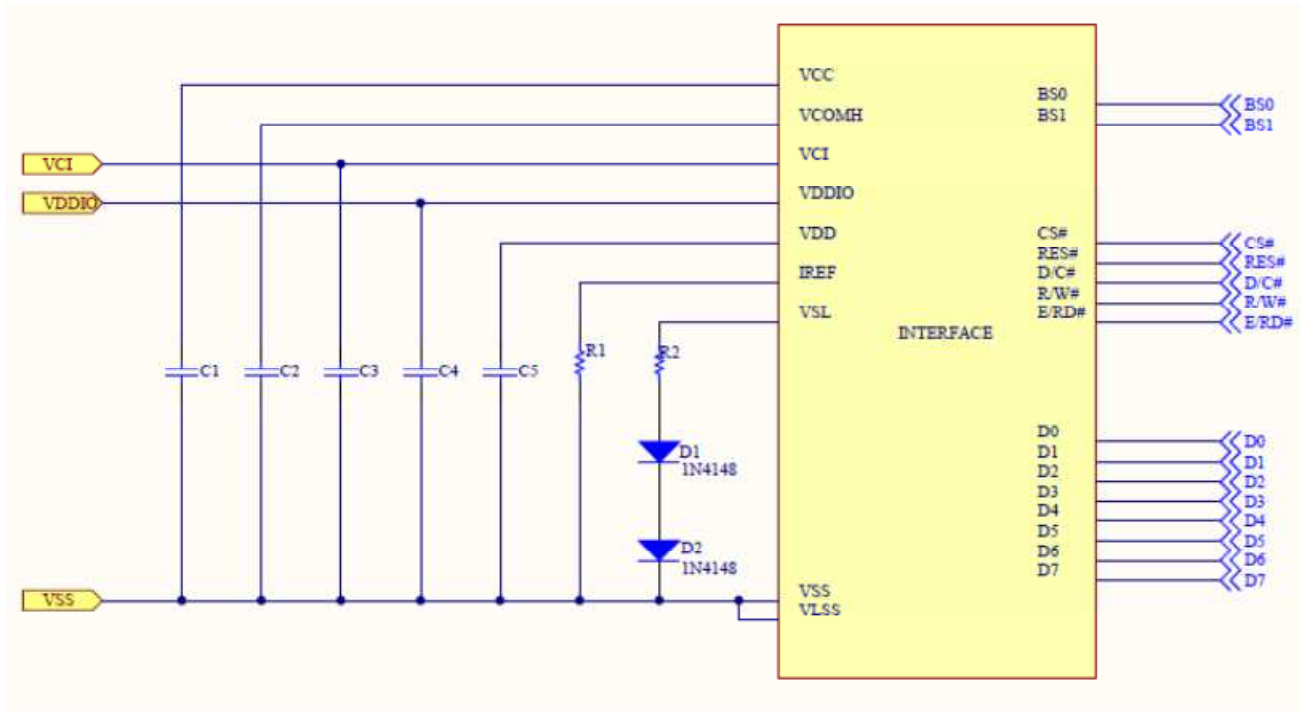 VCC
VCOMH
VCI
VDDIO
VDD
IREF
VSL
VSS
VLSS
INTERFACE
BS0
BS1
CS#
RES#
D/C#
R/W#
E/RD#
D0
D1
D2
D3
D4
D5
D6
D7
VCI
VDDIO
VSS
C1
C2
C3
C4
C5
R1
R2
D1
1N4148
D2
1N4148
BS0
BS1
CS#
RES#
D/C#
R/W#
E/RD#
D0
D1
D2
D3
D4
D5
D6
D7